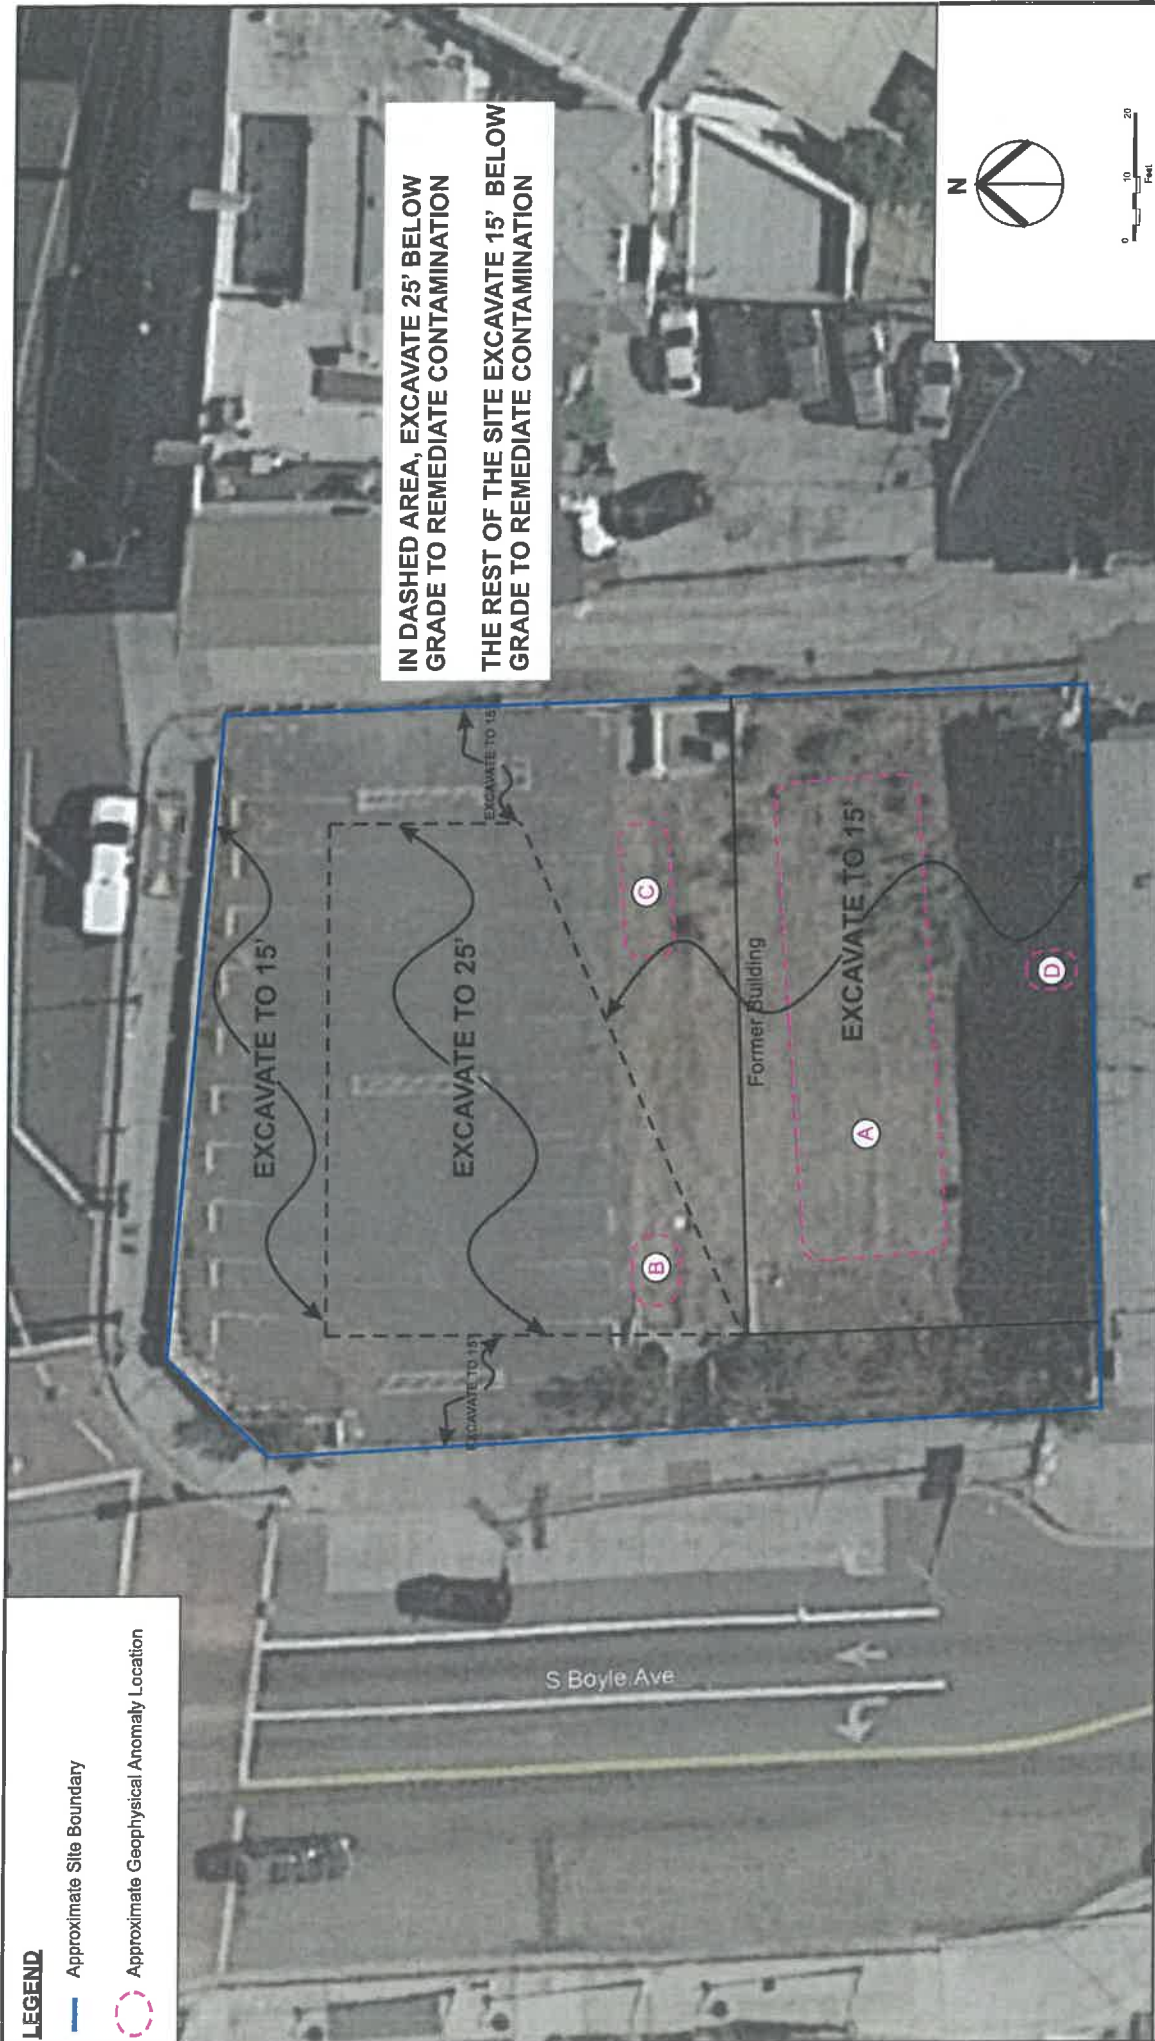 LEGEND
Approximate Site Boundary
Approximate Geophysical Anomaly Location
IN DASHED AREA, EXCAVATE 25' BELOW
GRADE TO REMEDIATE CONTAMINATION
THE REST OF THE SITE EXCAVATE 15' BELOW
GRADE TO REMEDIATE CONTAMINATION
EXCAVATE TO 15'
EXCAVATE TO 25'
EXCAVATE TO 15'
EXCAVATE TO 15'
B
C
Former Building
A
EXCAVATE TO 15'
D
S Boyle Ave
N
0 10 20
Feet